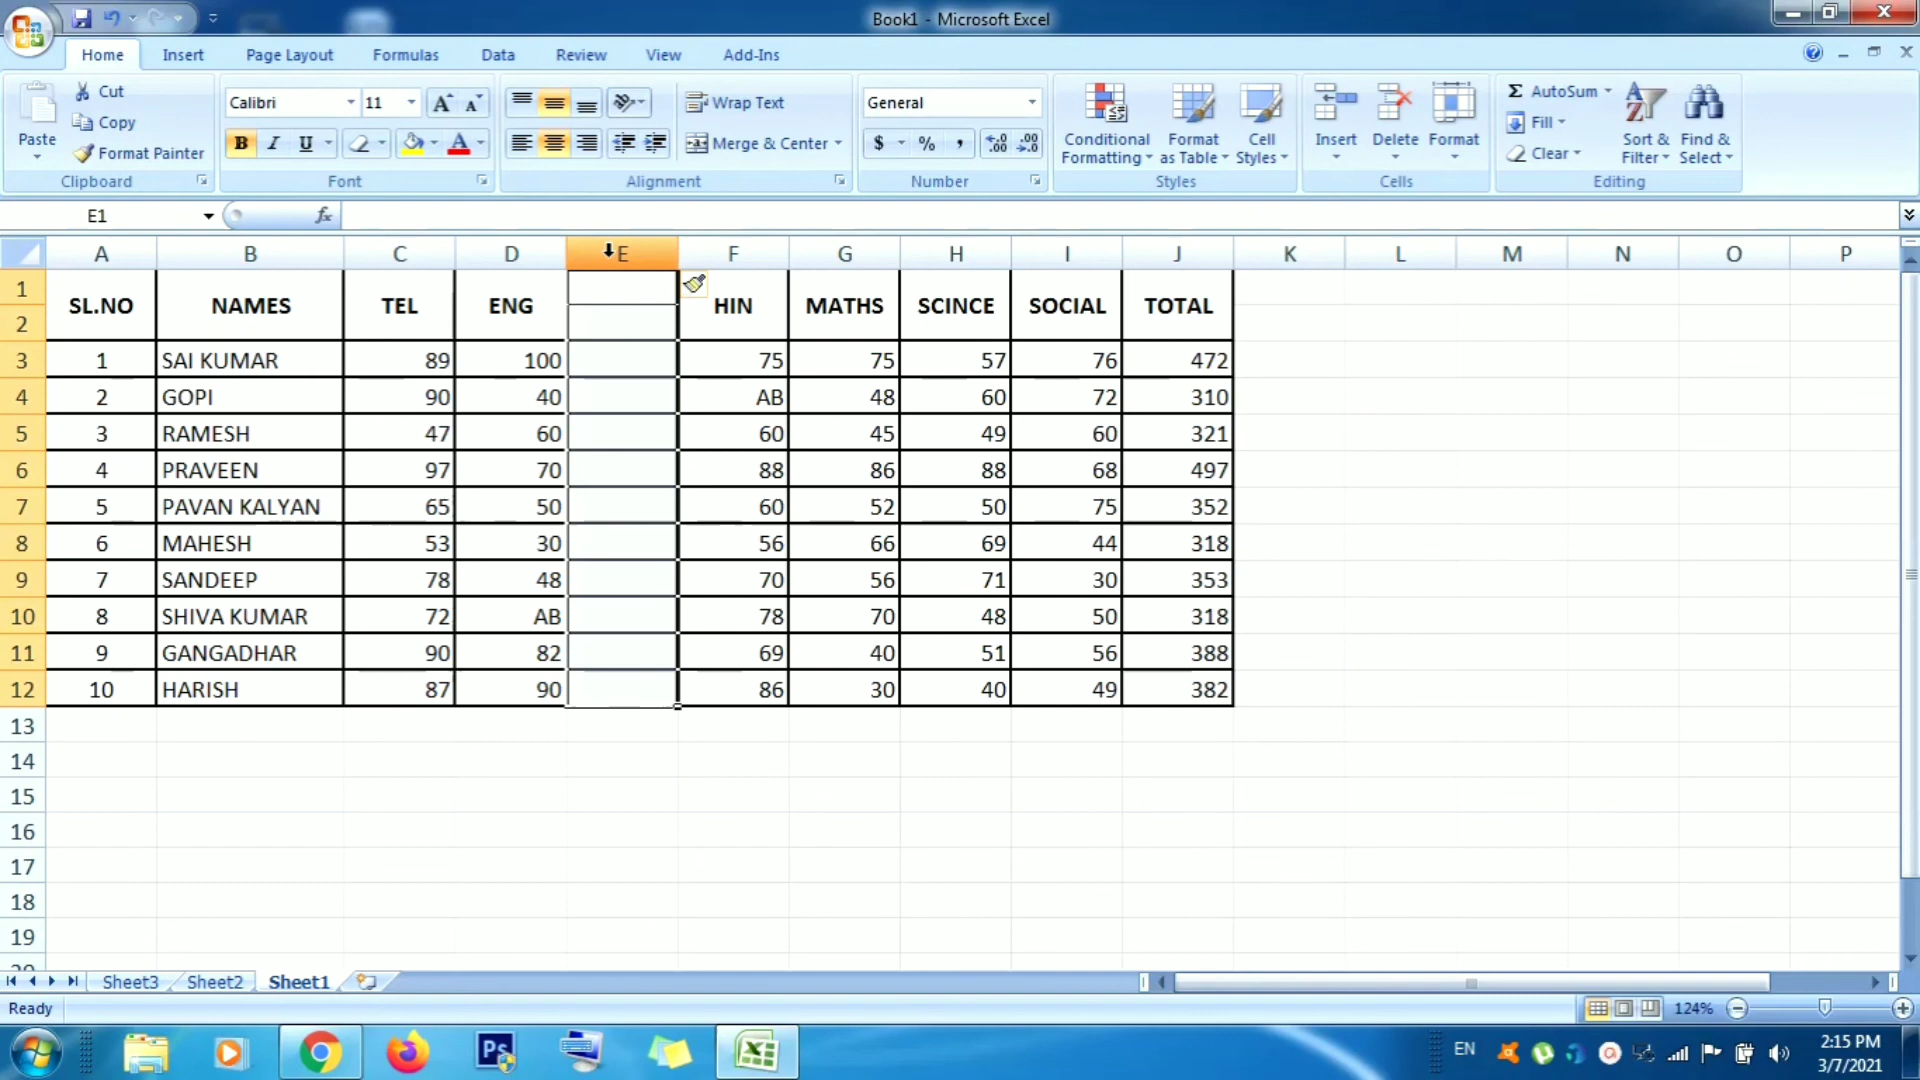 Book1 - Microsoft Excel
Home Insert Page Layout Formulas Data Review View Add-Ins
Paste
Cut
Copy
Format Painter
Clipboard
Calibri 11
B I U
Font
Wrap Text
Merge & Center
Alignment
General
$ % ,
Number
Conditional Formatting
Format as Table
Cell Styles
Styles
Insert Delete Format
Cells
AutoSum
Fill
Clear
Sort & Filter
Find & Select
Editing
E1 fx
A B C D E F G H I J K L M N O P
1
2
SL.NO NAMES TEL ENG HIN MATHS SCINCE SOCIAL TOTAL
3 1 SAI KUMAR 89 100 75 75 57 76 472
4 2 GOPI 90 40 AB 48 60 72 310
5 3 RAMESH 47 60 60 45 49 60 321
6 4 PRAVEEN 97 70 88 86 88 68 497
7 5 PAVAN KALYAN 65 50 60 52 50 75 352
8 6 MAHESH 53 30 56 66 69 44 318
9 7 SANDEEP 78 48 70 56 71 30 353
10 8 SHIVA KUMAR 72 AB 78 70 48 50 318
11 9 GANGADHAR 90 82 69 40 51 56 388
12 10 HARISH 87 90 86 30 40 49 382
13
14
15
16
17
18
19
Sheet3 Sheet2 Sheet1
Ready 124%
Ps
EN 2:15 PM
3/7/2021